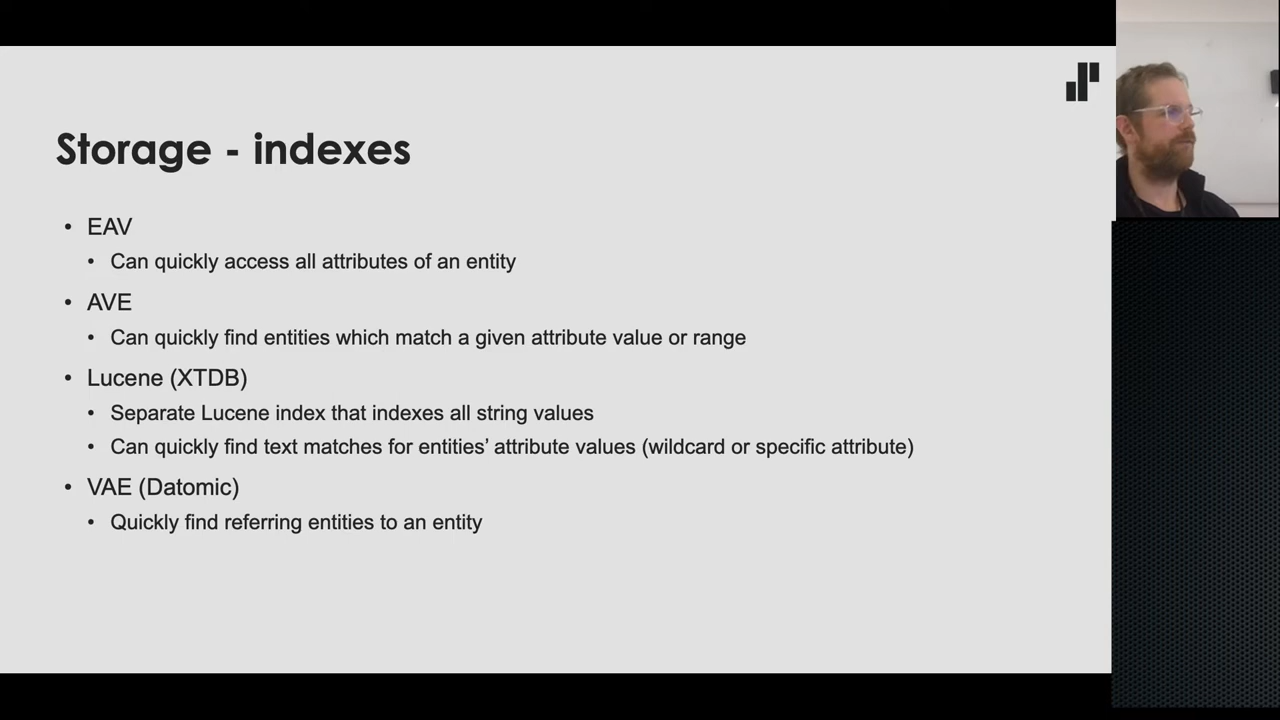 Storage - indexes
• EAV
• Can quickly access all attributes of an entity
• AVE
• Can quickly find entities which match a given attribute value or range
• Lucene (XTDB)
• Separate Lucene index that indexes all string values
• Can quickly find text matches for entities’ attribute values (wildcard or specific attribute)
• VAE (Datomic)
• Quickly find referring entities to an entity